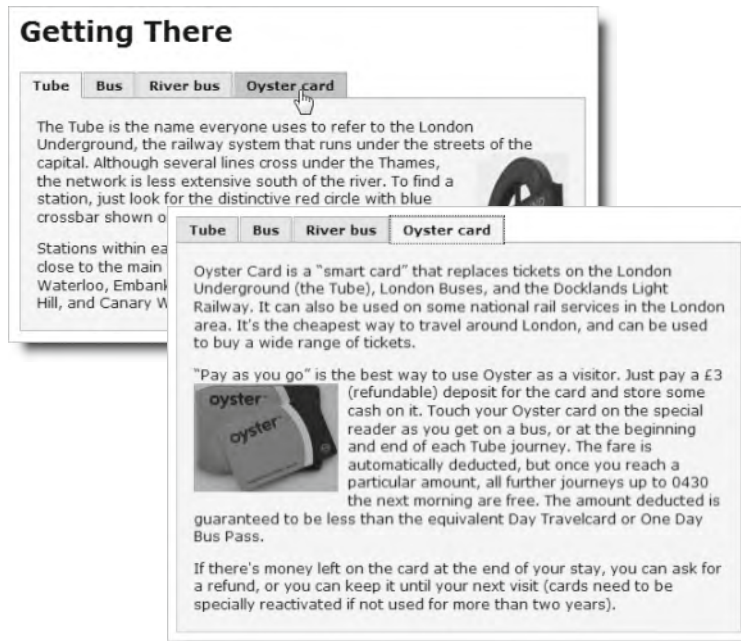 Getting There
Tube Bus River bus Oyster card
The Tube is the name everyone uses to refer to the London
Underground, the railway system that runs under the streets of the
capital. Although several lines cross under the Thames,
the network is less extensive south of the river. To find a
station, just look for the distinctive red circle with blue
crossbar shown
Stations within
close to the main
Waterloo,
Hill, and Canary
Tube Bus River bus Oyster card
Oyster Card is a “smart card” that replaces tickets on the London
Underground (the Tube), London Buses, and the Docklands Light
Railway. It can also be used on some national rail services in the London
area. It's the cheapest way to travel around London, and can be used
to buy a wide range of tickets.
“Pay as you go” is the best way to use Oyster as a visitor. Just pay a £3
(refundable) deposit for the card and store some
cash on it. Touch your Oyster card on the special
reader as you get on a bus, or at the beginning
and end of each Tube journey. The fare is
automatically deducted, but once you reach a
particular amount, all further journeys up to 0430
the next morning are free. The amount deducted is
guaranteed to be less than the equivalent Day Travelcard or One Day
Bus Pass.
oyster
oyster
If there's money left on the card at the end of your stay, you can ask for
a refund, or you can keep it until your next visit (cards need to be
specially reactivated if not used for more than two years).